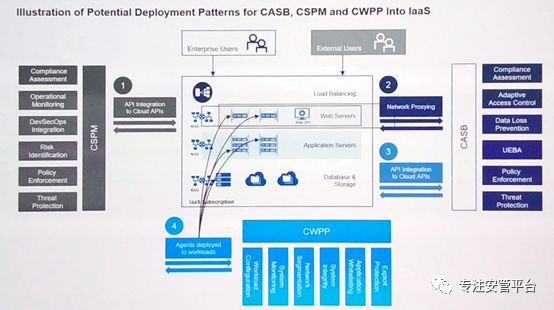 Illustration of Potential Deployment Patterns for CASB, CSPM and CWPP Into IaaS
Enterprise Users
External Users
Compliance
Assessment
Operational
Monitoring
DevSecOps
Integration
Risk
Identification
Policy
Enforcement
Threat
Protection
CSPM
1
API Integration
to Cloud APIs
Load Balancing
Web Servers
Application Servers
Database &
Storage
IaaS Subscription
NSG
NSG
NSG
2
Network Proxying
3
API Integration
to Cloud APIs
CASB
Compliance
Assessment
Adaptive
Access Control
Data Loss
Prevention
UEBA
Policy
Enforcement
Threat
Protection
4
Agents deployed
to workloads
CWPP
Workload
Configuration
System
Monitoring
Network
Segmentation
System
Integrity
Application
Whitelisting
Exploit
Protection
专注安管平台